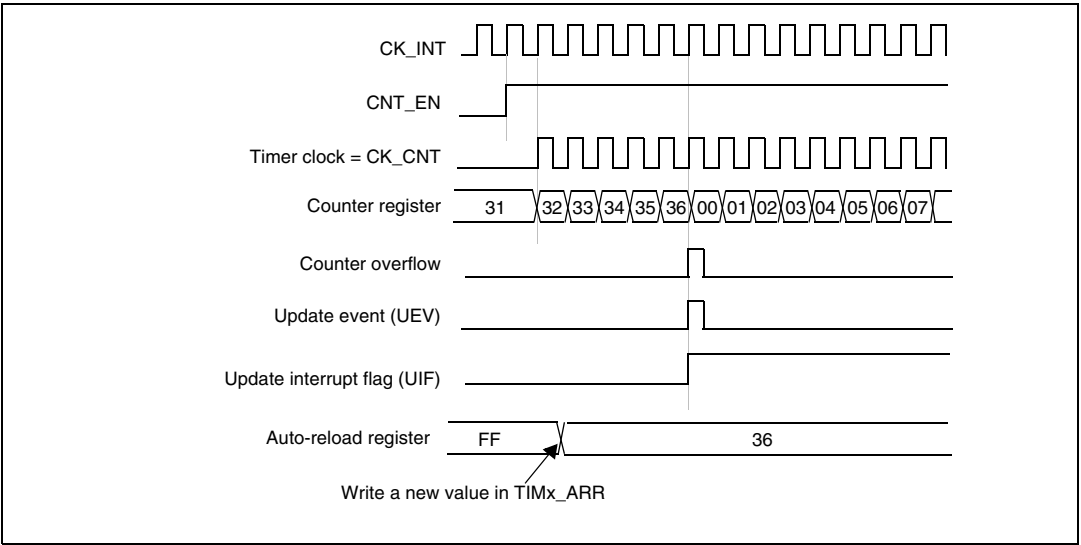 CK_INT
CNT_EN
Timer clock = CK_CNT
Counter register 31 32 33 34 35 36 00 01 02 03 04 05 06 07
Counter overflow
Update event (UEV)
Update interrupt flag (UIF)
Auto-reload register FF 36
Write a new value in TIMx_ARR